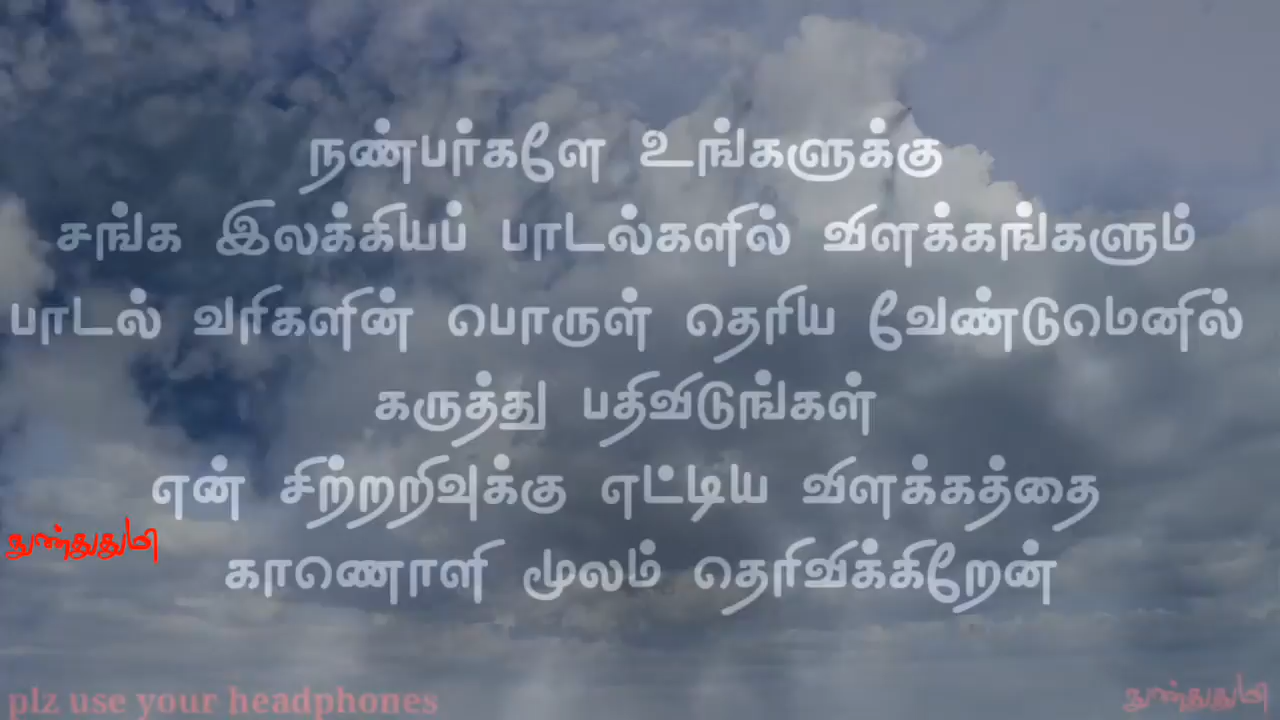 நண்பர்களே உங்களுக்கு
சங்க இலக்கியப் பாடல்களில் விளக்கங்களும்
பாடல் வரிகளின் பொருள் தெரிய வேண்டுமெனில்
கருத்து பதிவிடுங்கள்
என் சிற்றறிவுக்கு எட்டிய விளக்கத்தை
துண்துதுமி
காணொளி மூலம் தெரிவிக்கிறேன்
plz use your headphones
துண்துதுமி